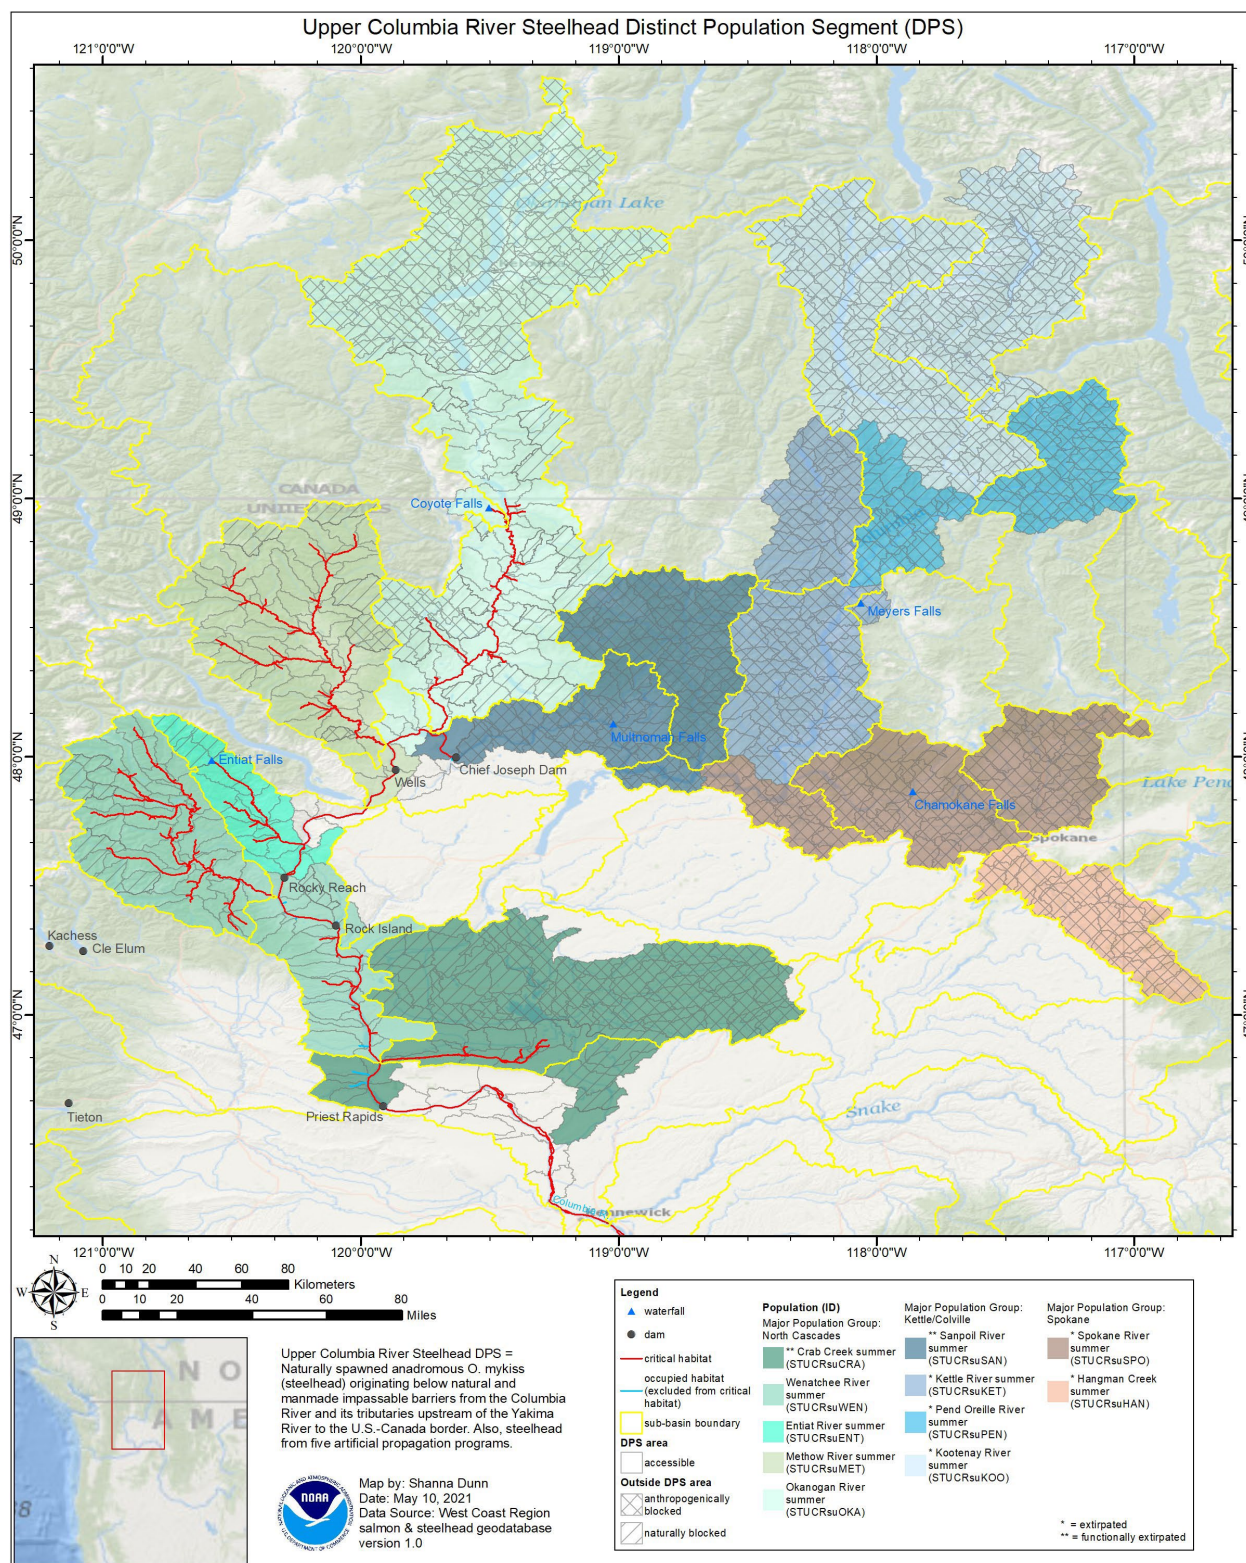 Upper Columbia River Steelhead Distinct Population Segment (DPS)
121°0'0"W 120°0'0"W 119°0'0"W 118°0'0"W 117°0'0"W
50°0'0"N
49°0'0"N
48°0'0"N
47°0'0"N
CANADA
Coyote Falls
Meyers Falls
Multnomah Falls
Entiat Falls
Chief Joseph Dam
Wells
Chamokane Falls
Lake Pend
Spokane
Rocky Reach
Rock Island
Kachess
Cle Elum
Tieton
Priest Rapids
Snake
Columbia R
Kennewick
121°0'0"W 120°0'0"W 119°0'0"W 118°0'0"W 117°0'0"W
N
W E
S
0 10 20 40 60 80
Kilometers
0 10 20 40 60 80
Miles
NO
AME
Upper Columbia River Steelhead DPS =
Naturally spawned anadromous O. mykiss
(steelhead) originating below natural and
manmade impassable barriers from the Columbia
River and its tributaries upstream of the Yakima
River to the U.S.-Canada border. Also, steelhead
from five artificial propagation programs.
NATIONAL OCEANIC AND ATMOSPHERIC ADMINISTRATION
NOAA
U.S. DEPARTMENT OF COMMERCE
Map by: Shanna Dunn
Date: May 10, 2021
Data Source: West Coast Region
salmon & steelhead geodatabase
version 1.0
Legend
waterfall
dam
critical habitat
occupied habitat
(excluded from critical
habitat)
sub-basin boundary
DPS area
accessible
Outside DPS area
anthropogenically
blocked
naturally blocked
Population (ID)
Major Population Group:
North Cascades
** Crab Creek summer
(STUCRsuCRA)
Wenatchee River
summer
(STUCRsuWEN)
Entiat River summer
(STUCRsuENT)
Methow River summer
(STUCRsuMET)
Okanogan River
summer
(STUCRsuOKA)
Major Population Group:
Kettle/Colville
** Sanpoil River
summer
(STUCRsuSAN)
* Kettle River summer
(STUCRsuKET)
* Pend Oreille River
summer
(STUCRsuPEN)
* Kootenay River
summer
(STUCRsuKOO)
Major Population Group:
Spokane
* Spokane River
summer
(STUCRsuSPO)
* Hangman Creek
summer
(STUCRsuHAN)
* = extirpated
** = functionally extirpated